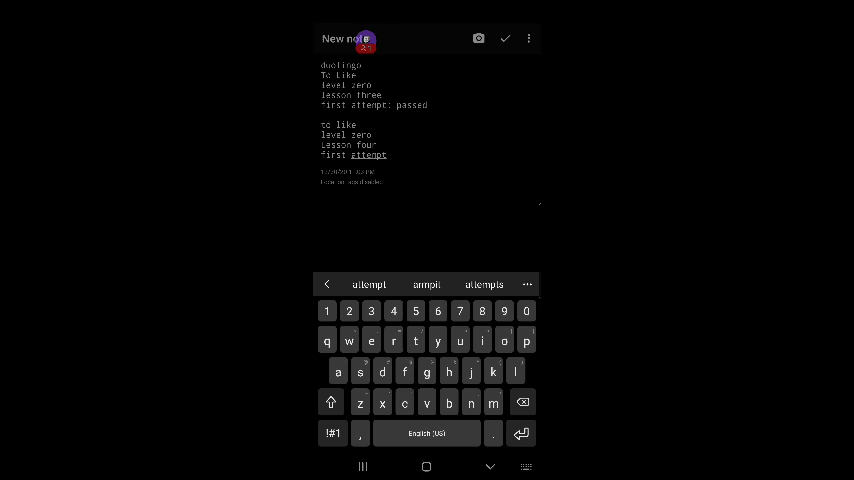 New note
duolingo
To Like
level zero
lesson three
first attempt: passed
to like
level zero
Lesson four
first attempt
attempt armpit attempts
1 2 3 4 5 6 7 8 9 0
q w e r t y u i o p
a s d f g h j k l
z x c v b n m
!#1 , English (US) .